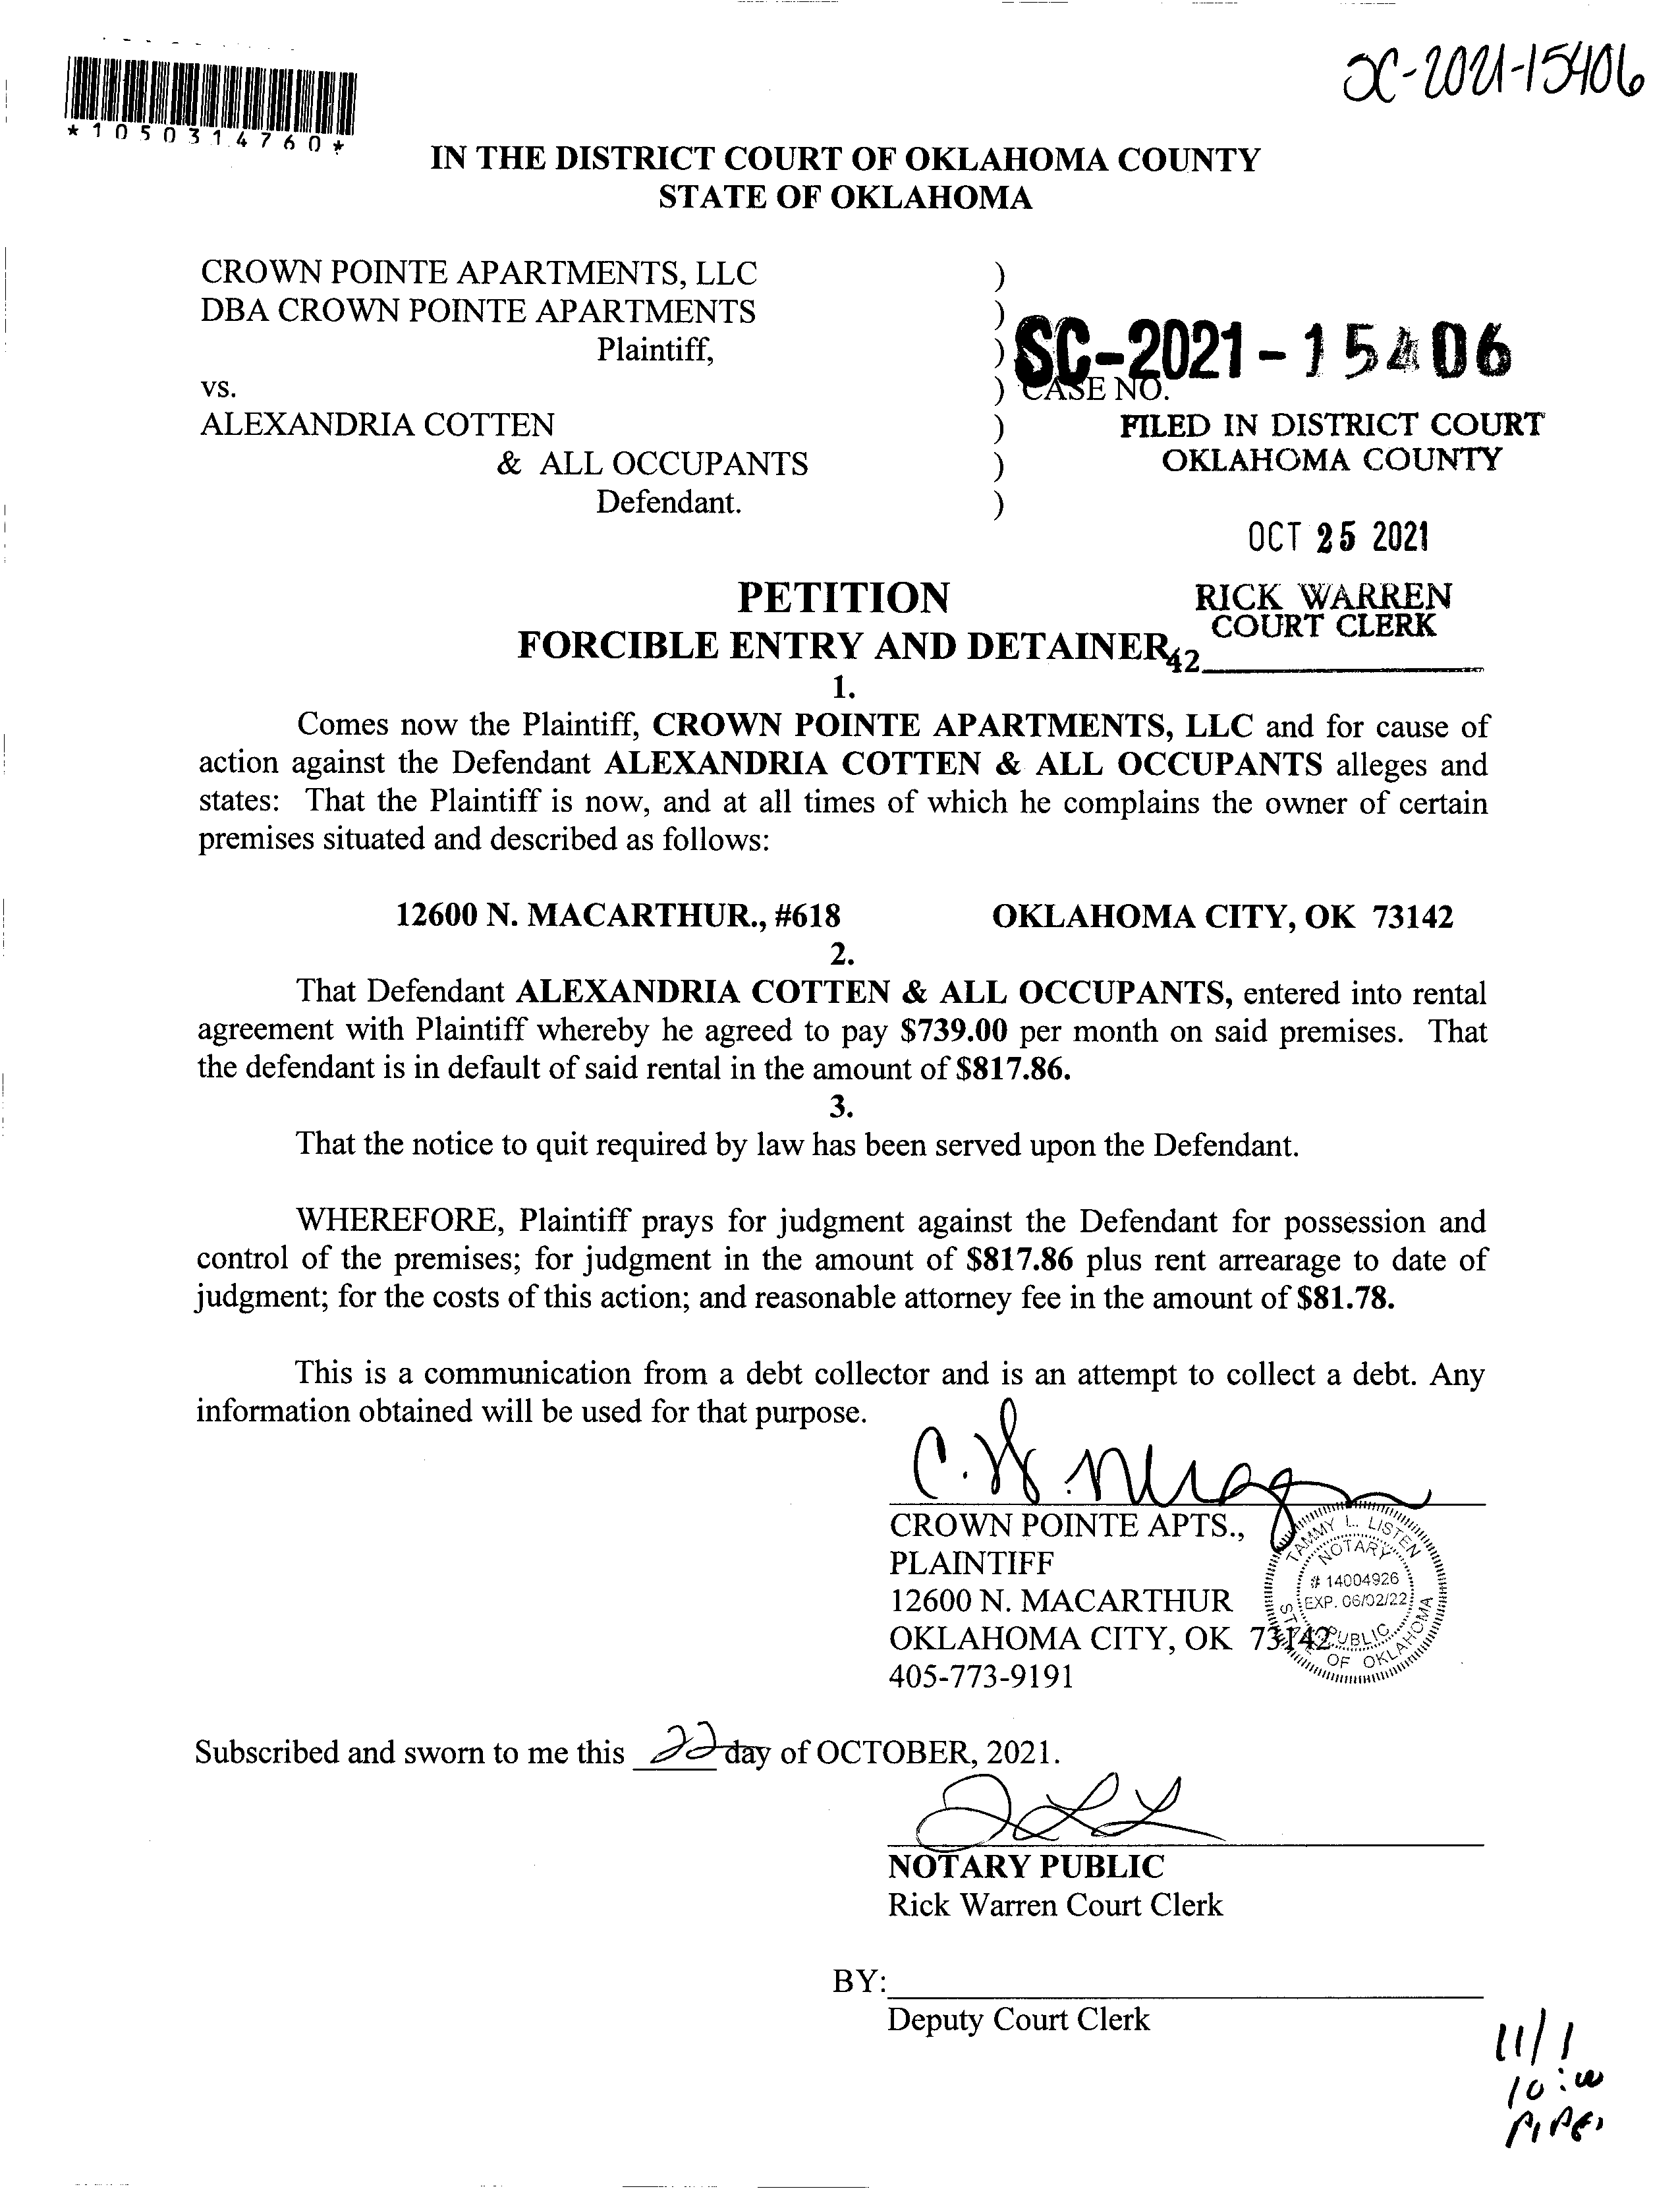 SC-2021-15406
*1050314760*
IN THE DISTRICT COURT OF OKLAHOMA COUNTY
STATE OF OKLAHOMA
CROWN POINTE APARTMENTS, LLC )
DBA CROWN POINTE APARTMENTS )
Plaintiff, ) SC-2021-15406
vs. ) CASE NO.
ALEXANDRIA COTTEN ) FILED IN DISTRICT COURT
& ALL OCCUPANTS ) OKLAHOMA COUNTY
Defendant. )
OCT 25 2021
PETITION RICK WARREN
COURT CLERK
FORCIBLE ENTRY AND DETAINER 42
1.
Comes now the Plaintiff, CROWN POINTE APARTMENTS, LLC and for cause of
action against the Defendant ALEXANDRIA COTTEN & ALL OCCUPANTS alleges and
states: That the Plaintiff is now, and at all times of which he complains the owner of certain
premises situated and described as follows:
12600 N. MACARTHUR., #618 OKLAHOMA CITY, OK 73142
2.
That Defendant ALEXANDRIA COTTEN & ALL OCCUPANTS, entered into rental
agreement with Plaintiff whereby he agreed to pay $739.00 per month on said premises. That
the defendant is in default of said rental in the amount of $817.86.
3.
That the notice to quit required by law has been served upon the Defendant.
WHEREFORE, Plaintiff prays for judgment against the Defendant for possession and
control of the premises; for judgment in the amount of $817.86 plus rent arrearage to date of
judgment; for the costs of this action; and reasonable attorney fee in the amount of $81.78.
This is a communication from a debt collector and is an attempt to collect a debt. Any
information obtained will be used for that purpose.
CROWN POINTE APTS.,
PLAINTIFF
12600 N. MACARTHUR
OKLAHOMA CITY, OK 73142
405-773-9191
TAMMY L. LISTEN
NOTARY
# 14004926
EXP. 06/02/22
PUBLIC
STATE OF OKLAHOMA
Subscribed and sworn to me this 22 day of OCTOBER, 2021.
NOTARY PUBLIC
Rick Warren Court Clerk
BY:
Deputy Court Clerk
11/1
10:00